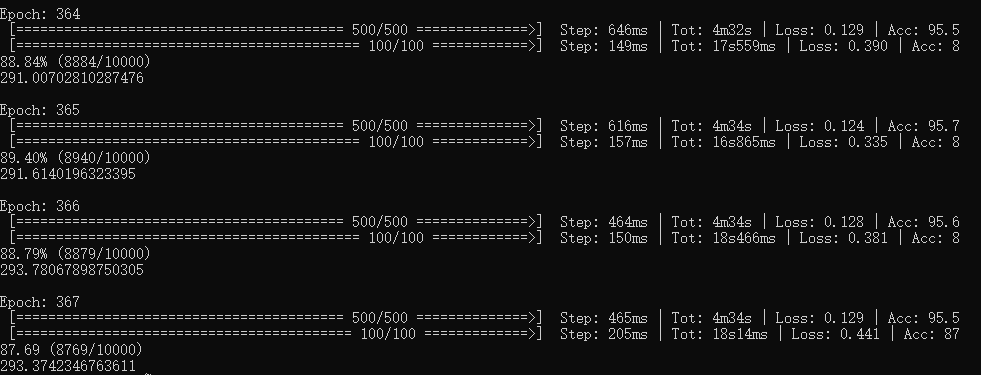 Epoch: 364
[======================================== 500/500 ==============>] Step: 646ms | Tot: 4m32s | Loss: 0.129 | Acc: 95.5
[========================================== 100/100 ============>] Step: 149ms | Tot: 17s559ms | Loss: 0.390 | Acc: 8
88.84% (8884/10000)
291.00702810287476
Epoch: 365
[======================================== 500/500 ==============>] Step: 616ms | Tot: 4m34s | Loss: 0.124 | Acc: 95.7
[========================================== 100/100 ============>] Step: 157ms | Tot: 16s865ms | Loss: 0.335 | Acc: 8
89.40% (8940/10000)
291.6140196323395
Epoch: 366
[======================================== 500/500 ==============>] Step: 464ms | Tot: 4m34s | Loss: 0.128 | Acc: 95.6
[========================================== 100/100 ============>] Step: 150ms | Tot: 18s466ms | Loss: 0.381 | Acc: 8
88.79% (8879/10000)
293.78067898750305
Epoch: 367
[======================================== 500/500 ==============>] Step: 465ms | Tot: 4m34s | Loss: 0.129 | Acc: 95.5
[========================================= 100/100 =============>] Step: 205ms | Tot: 18s14ms | Loss: 0.441 | Acc: 87
87.69 (8769/10000)
293.3742346763611